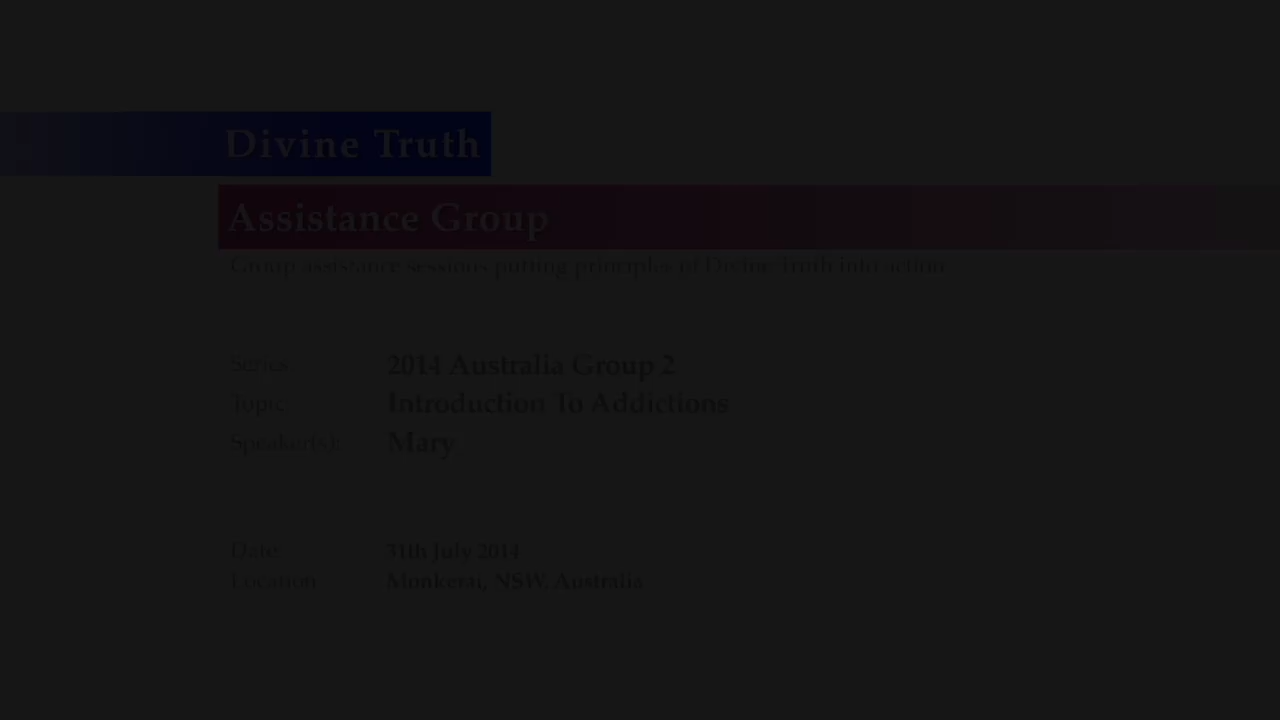 Divine Truth
Assistance Group
Group assistance sessions putting principles of Divine Truth into action
Series: 2014 Australia Group 2
Topic: Introduction To Addictions
Speaker(s): Mary
Date: 31th July 2014
Location: Monkerai, NSW, Australia